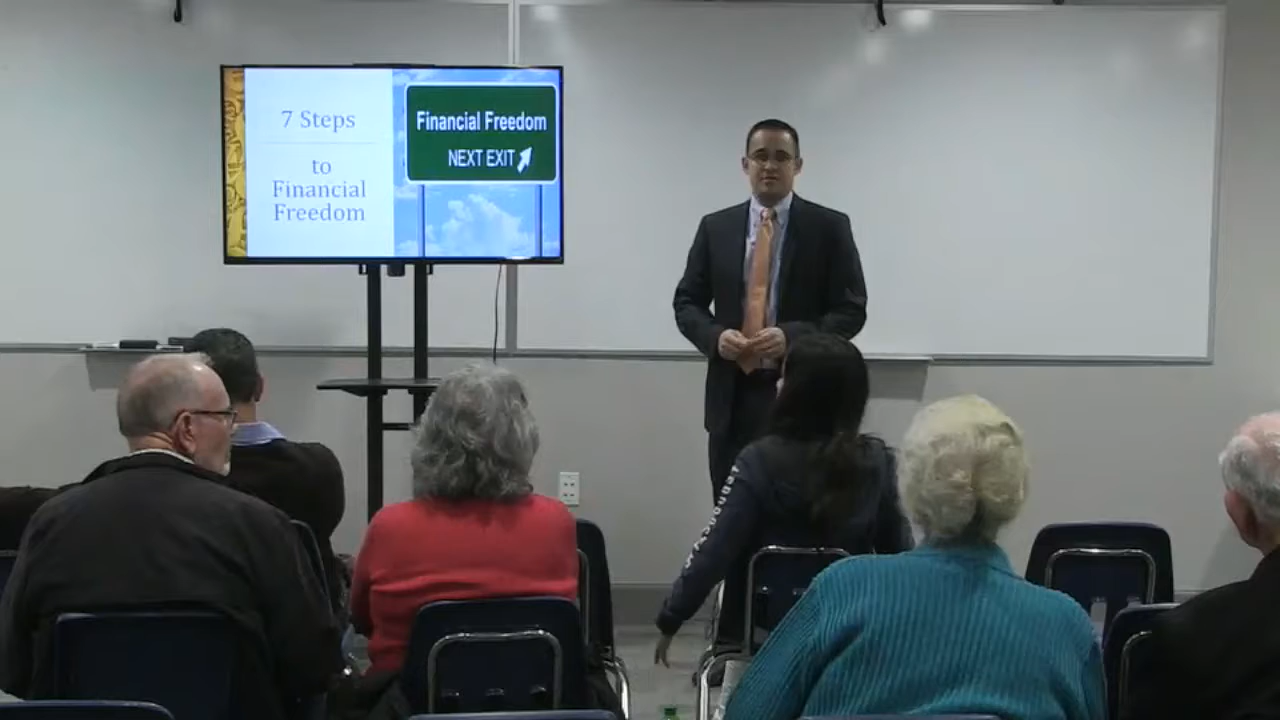 7 Steps
to
Financial
Freedom
Financial Freedom
NEXT EXIT